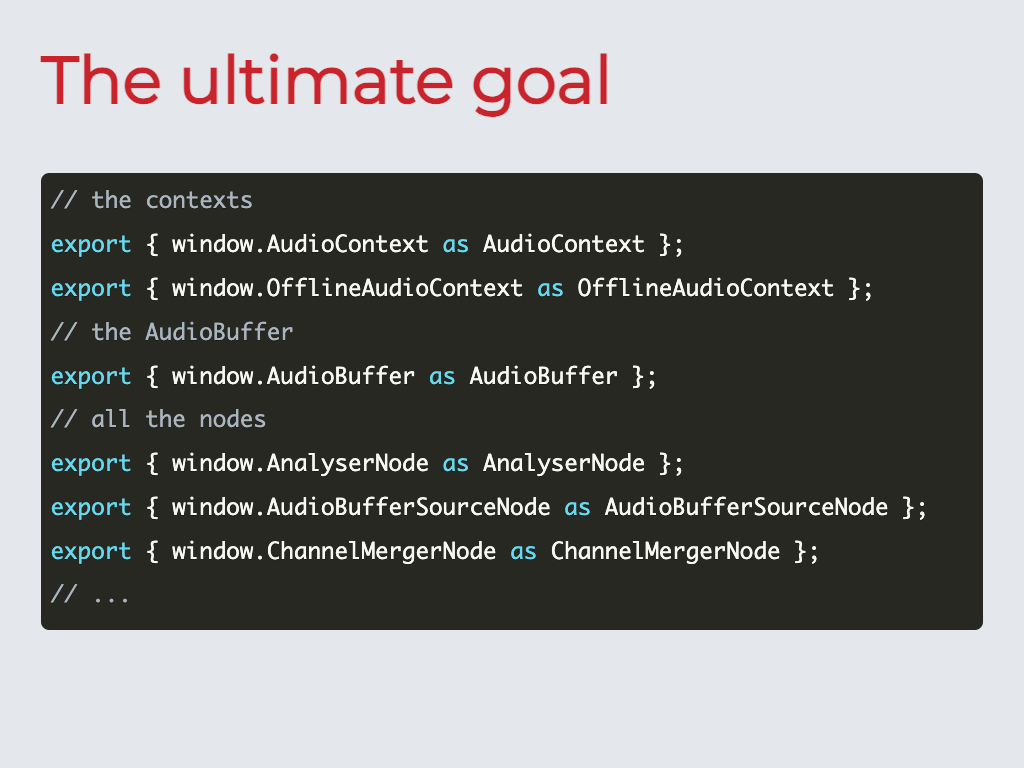 The ultimate goal
// the contexts
export { window.AudioContext as AudioContext };
export { window.OfflineAudioContext as OfflineAudioContext };
// the AudioBuffer
export { window.AudioBuffer as AudioBuffer };
// all the nodes
export { window.AnalyserNode as AnalyserNode };
export { window.AudioBufferSourceNode as AudioBufferSourceNode };
export { window.ChannelMergerNode as ChannelMergerNode };
// ...